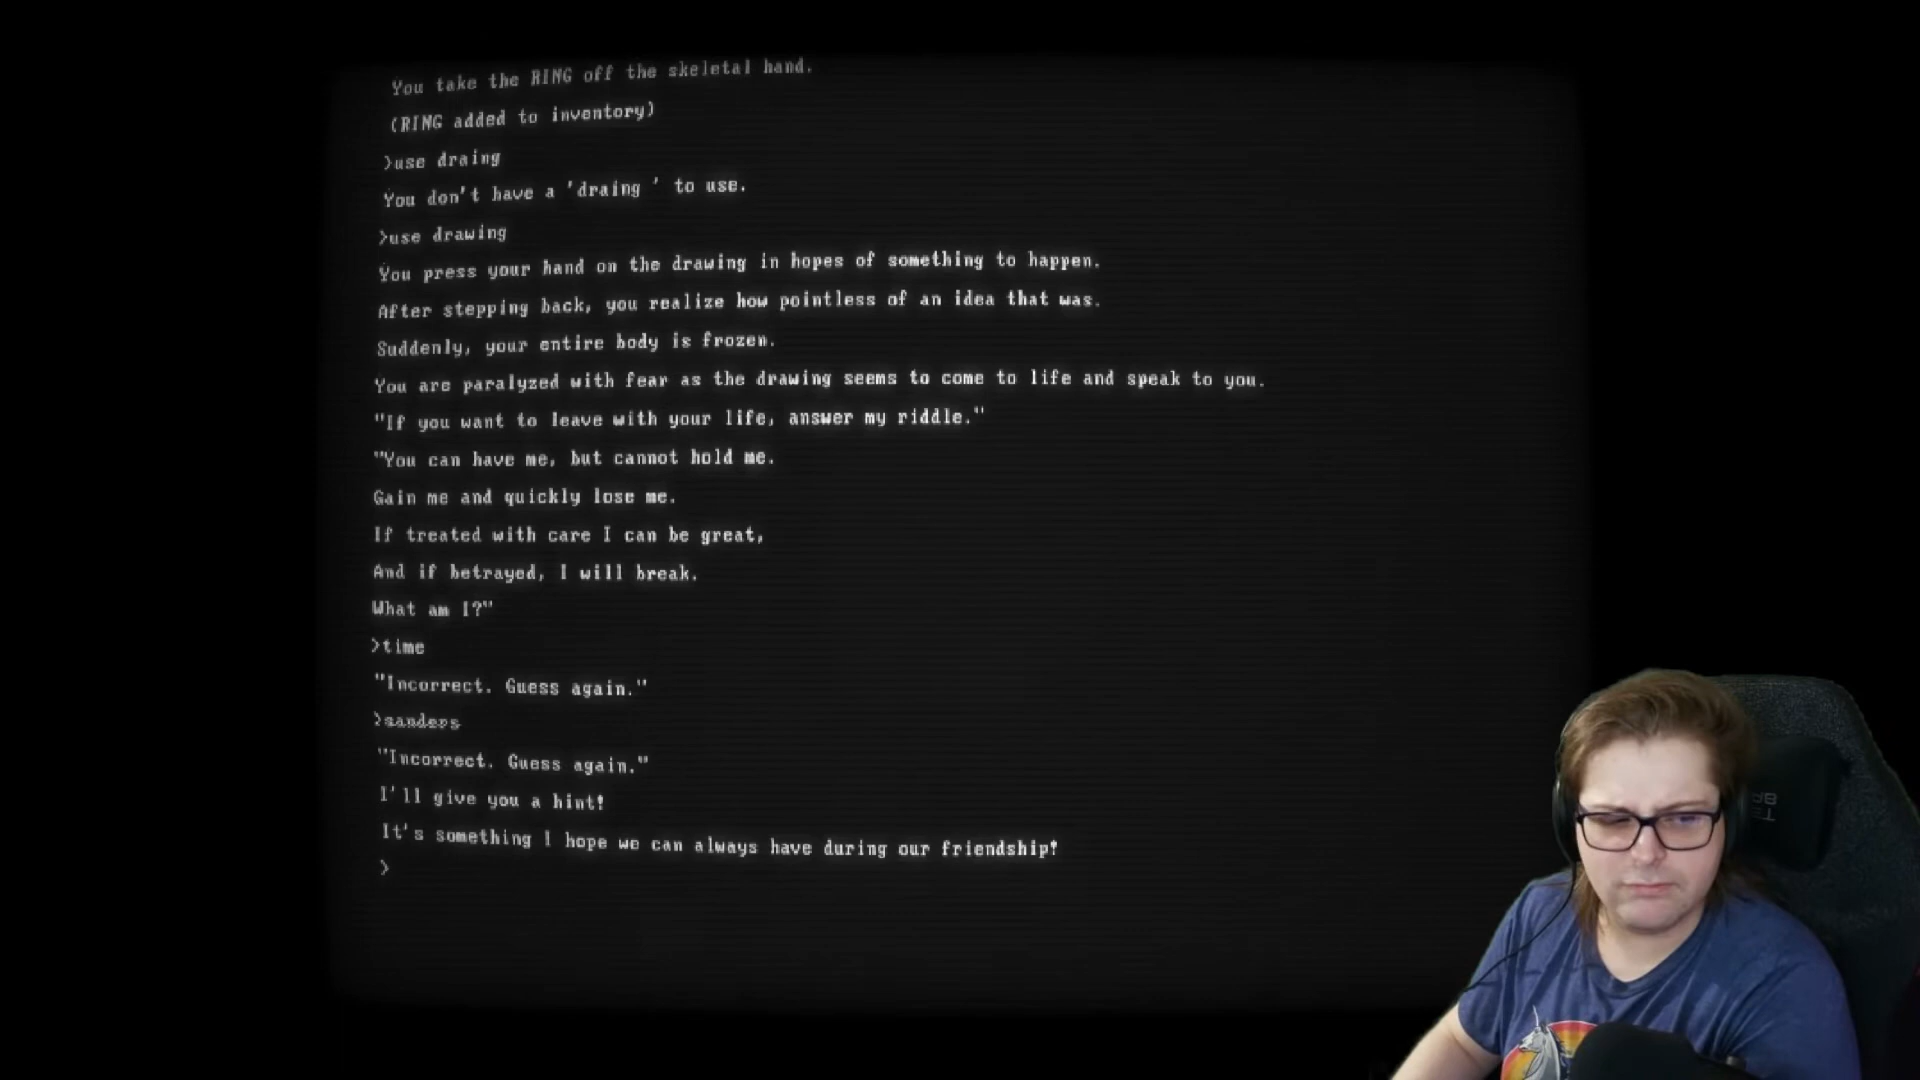 You take the RING off the skeletal hand.
(RING added to inventory)
>use draing
You don't have a 'draing ' to use.
>use drawing
You press your hand on the drawing in hopes of something to happen.
After stepping back, you realize how pointless of an idea that was.
Suddenly, your entire body is frozen.
You are paralyzed with fear as the drawing seems to come to life and speak to you.
"If you want to leave with your life, answer my riddle."
"You can have me, but cannot hold me.
Gain me and quickly lose me.
If treated with care I can be great,
And if betrayed, I will break.
What am I?"
>time
"Incorrect. Guess again."
>sanders
"Incorrect. Guess again."
I'll give you a hint!
It's something I hope we can always have during our friendship!
>